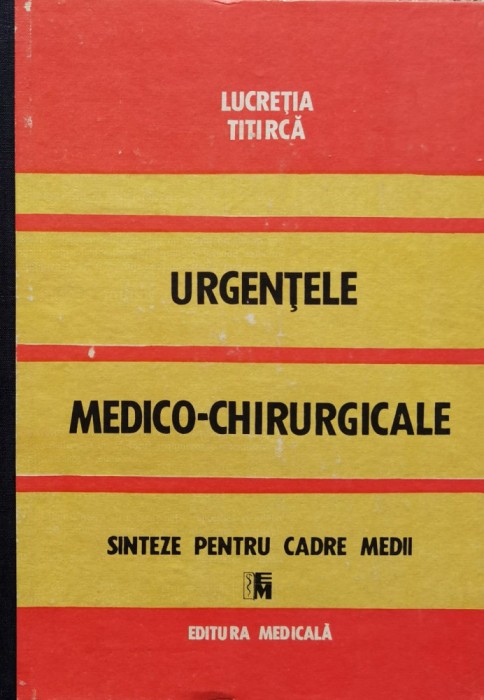 LUCREȚIA
TITIRCĂ
URGENȚELE
MEDICO-CHIRURGICALE
SINTEZE PENTRU CADRE MEDII
EM
EDITURA MEDICALĂ